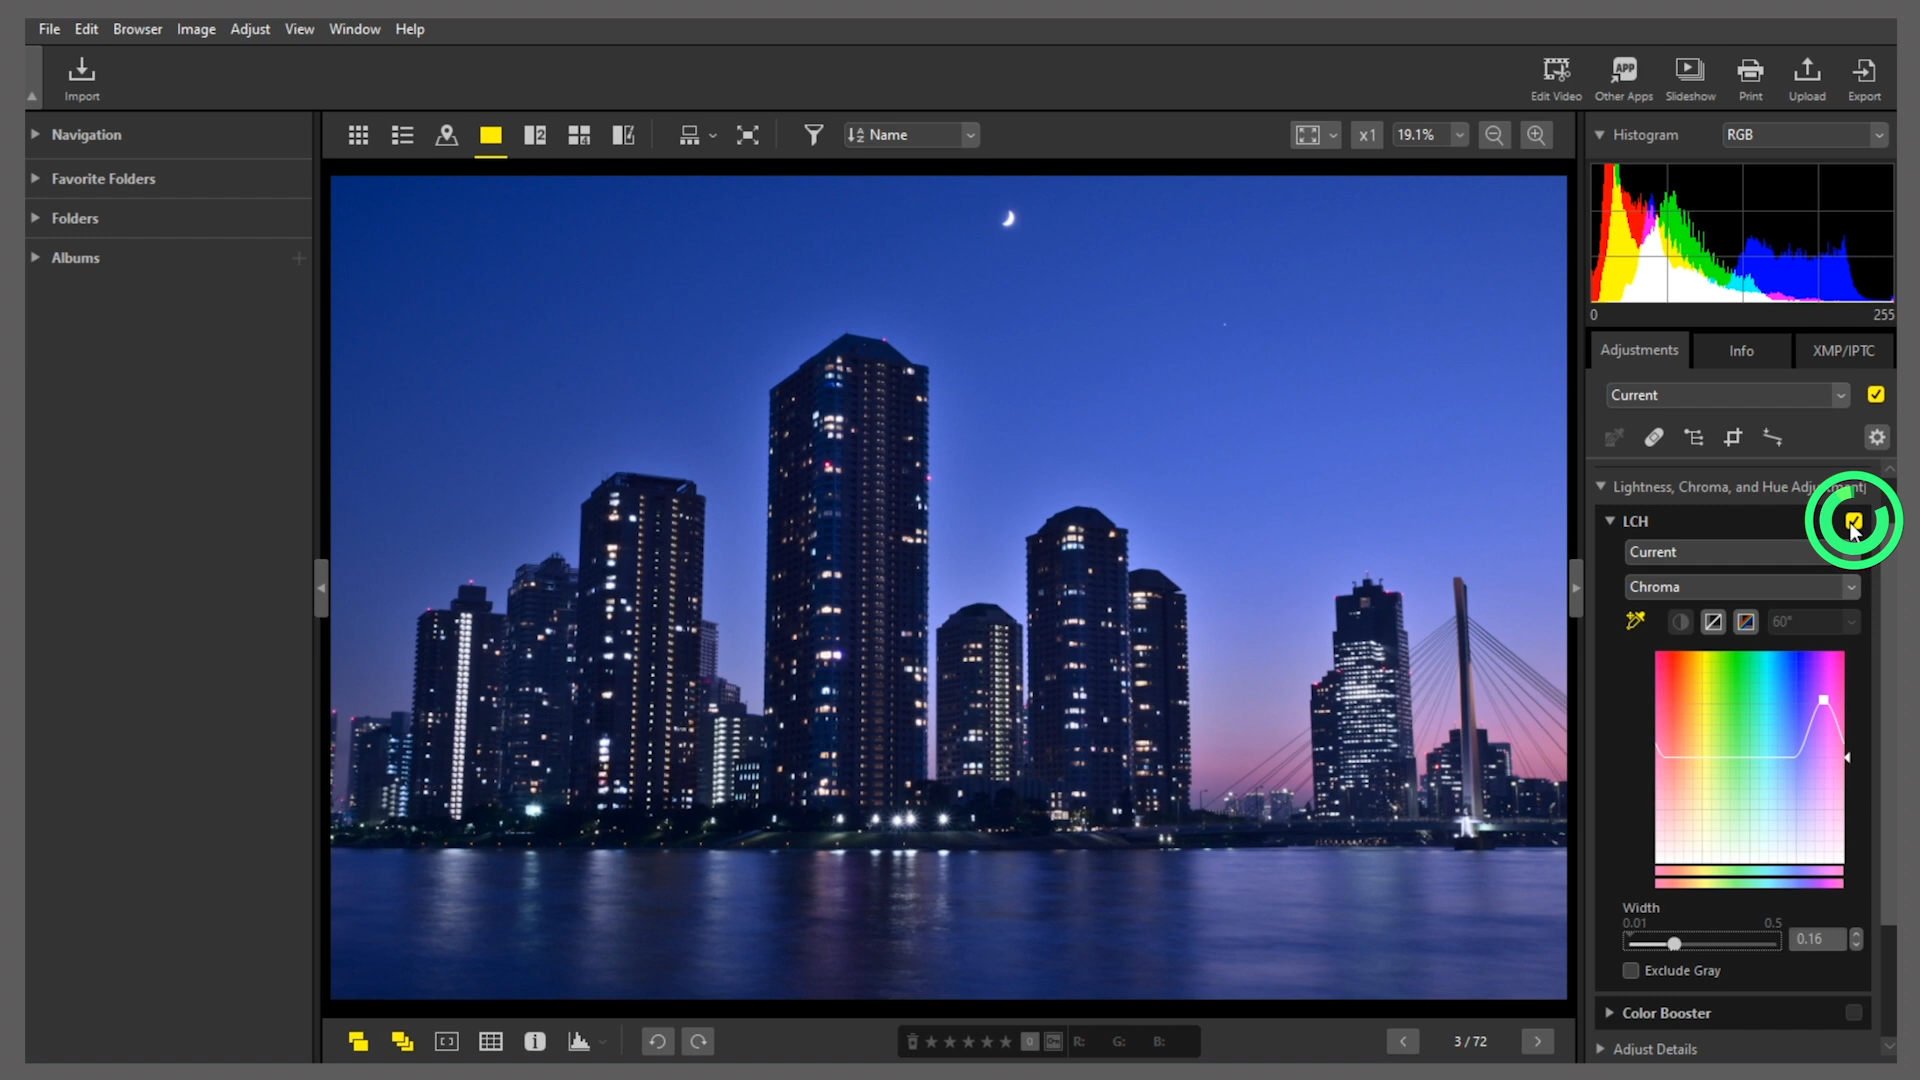 File Edit Browser Image Adjust View Window Help
Import
Edit Video Other Apps Slideshow Print Upload Export
Navigation
Favorite Folders
Folders
Albums
Name
x1 19.1%
Histogram RGB
0 255
Adjustments Info XMP/IPTC
Current
Lightness, Chroma, and Hue
LCH
Current
Chroma
60°
Width
0.01 0.5
0.16
Exclude Gray
Color Booster
Adjust Details
R: G: B:
3 / 72